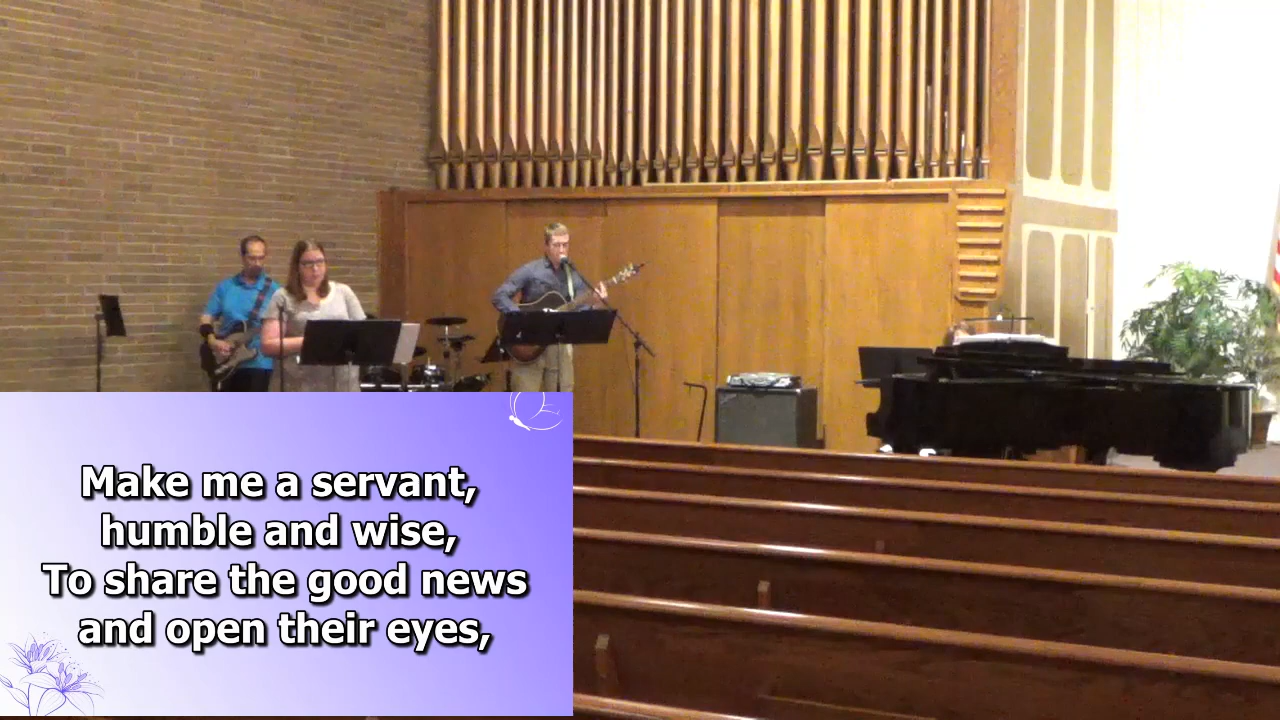 Make me a servant,
humble and wise,
To share the good news
and open their eyes,